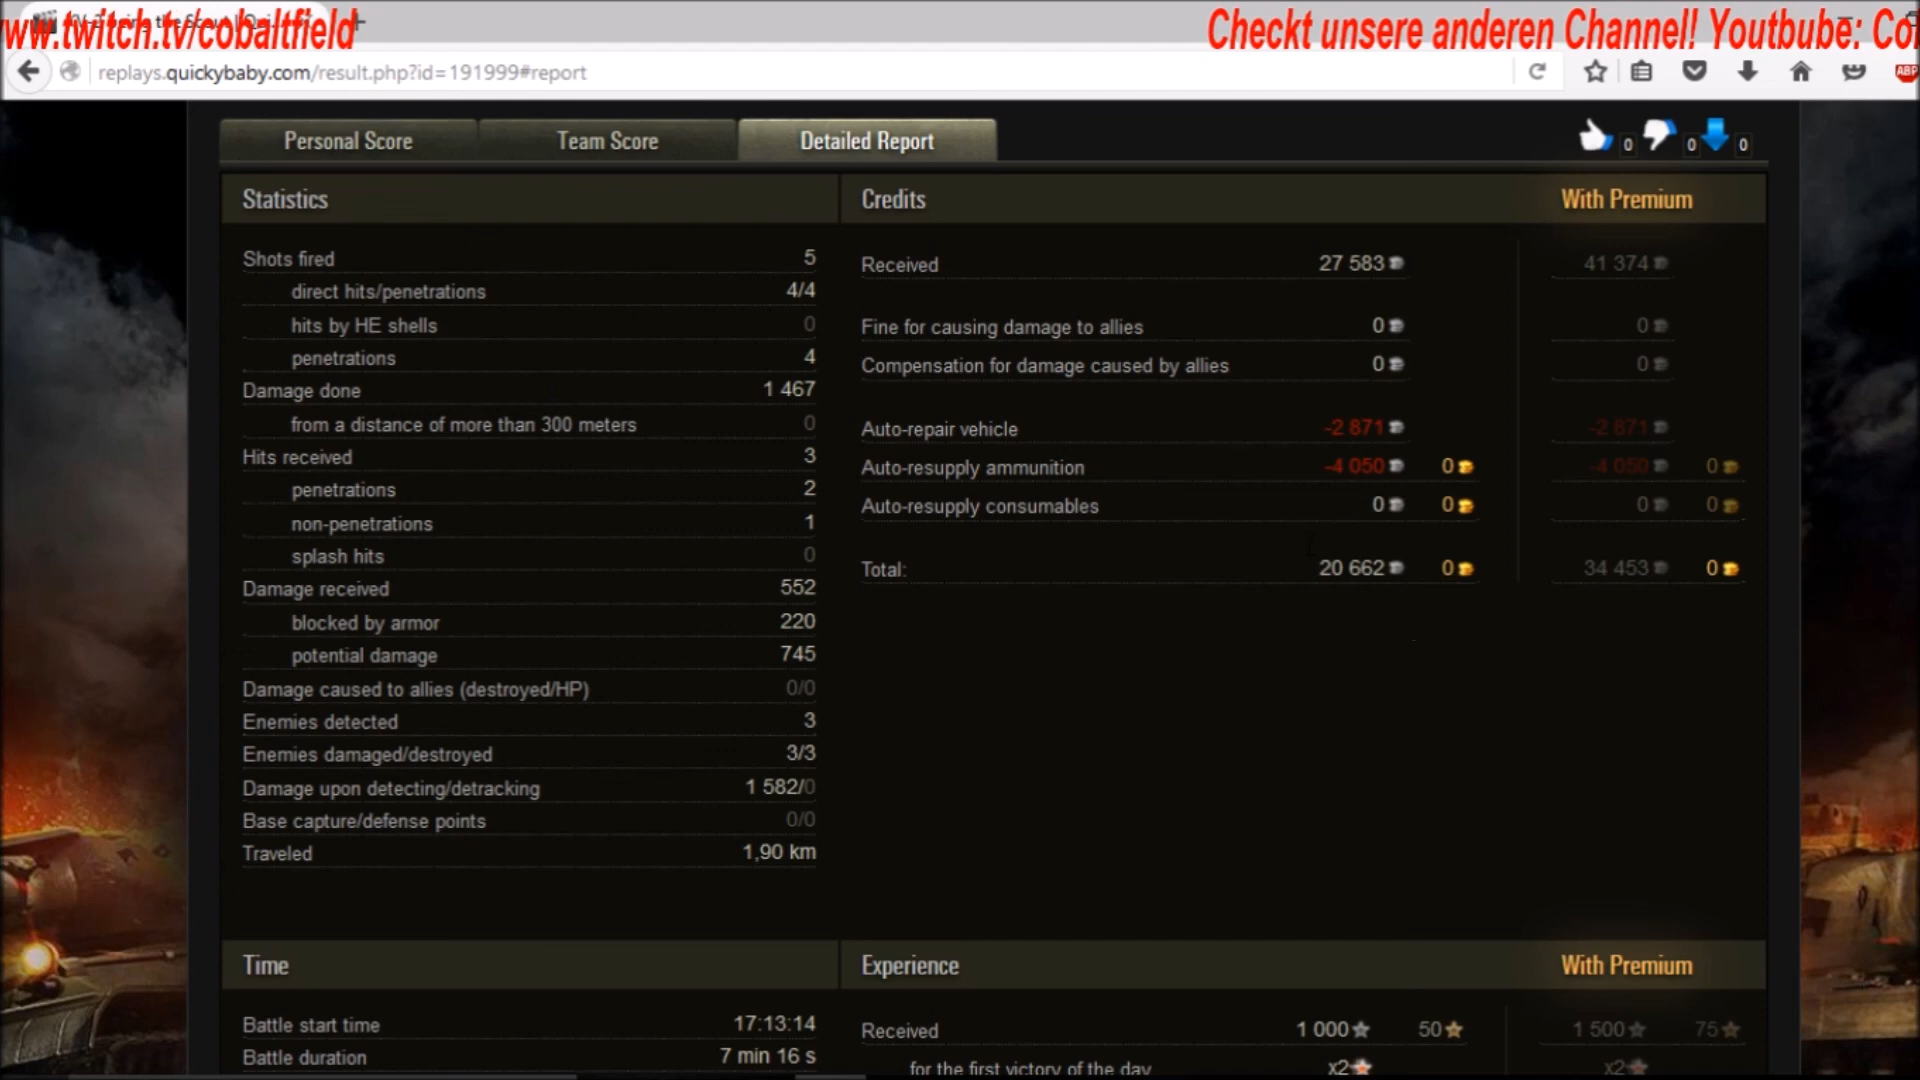 ww.twitch.tv/cobaltfield
Checkt unsere anderen Channel! Youtbube: Co
replays.quickybaby.com/result.php?id=191999#report
ABP
Personal Score Team Score Detailed Report 0 0 0
Statistics
Shots fired 5
direct hits/penetrations 4/4
hits by HE shells 0
penetrations 4
Damage done 1 467
from a distance of more than 300 meters 0
Hits received 3
penetrations 2
non-penetrations 1
splash hits 0
Damage received 552
blocked by armor 220
potential damage 745
Damage caused to allies (destroyed/HP) 0/0
Enemies detected 3
Enemies damaged/destroyed 3/3
Damage upon detecting/detracking 1 582/0
Base capture/defense points 0/0
Traveled 1,90 km
Credits With Premium
Received 27 583 41 374
Fine for causing damage to allies 0 0
Compensation for damage caused by allies 0 0
Auto-repair vehicle -2 871 -2 871
Auto-resupply ammunition -4 050 0 -4 050 0
Auto-resupply consumables 0 0 0 0
Total: 20 662 0 34 453 0
Time
Battle start time 17:13:14
Battle duration 7 min 16 s
Experience With Premium
Received 1 000 50 1 500 75
for the first victory of the day x2 x2